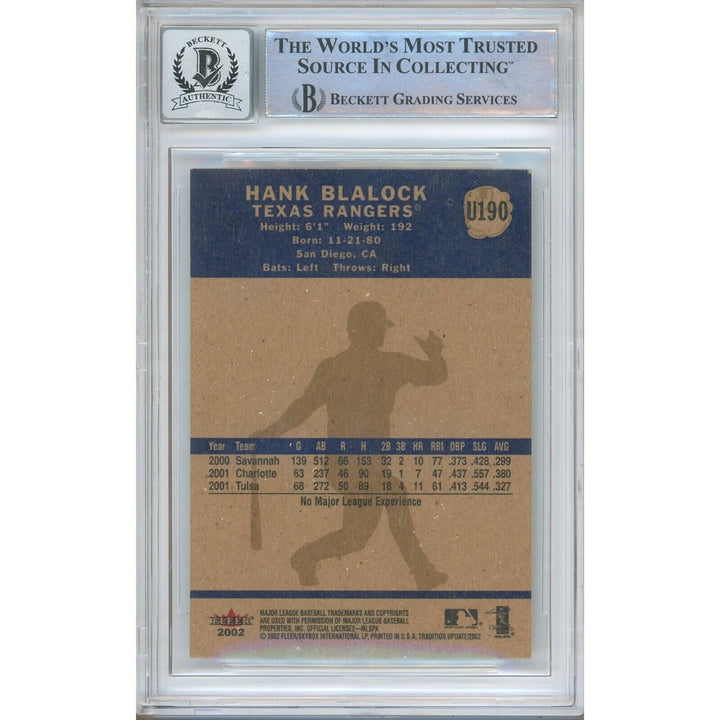 BECKETT
B
AUTHENTIC
THE WORLD'S MOST TRUSTED
SOURCE IN COLLECTING™
B BECKETT GRADING SERVICES
HANK BLALOCK
TEXAS RANGERS®
U190
Height: 6'1" Weight: 192
Born: 11-21-80
San Diego, CA
Bats: Left Throws: Right
Year Team G AB R H 2B 3B HR RBI OBP SLG AVG
2000 Savannah 139 512 66 153 32 2 10 77 .373 .428 .299
2001 Charlotte 63 237 46 90 19 1 7 47 .437 .557 .380
2001 Tulsa 68 272 50 89 18 4 11 61 .413 .544 .327
No Major League Experience
FLEER
2002
MAJOR LEAGUE BASEBALL TRADEMARKS AND COPYRIGHTS
ARE USED WITH PERMISSION OF MAJOR LEAGUE BASEBALL
PROPERTIES, INC. OFFICIAL LICENSEE—MLBPA
© 2002 FLEER/SKYBOX INTERNATIONAL LP. PRINTED IN U.S.A. TRADITION UPDATE/2002